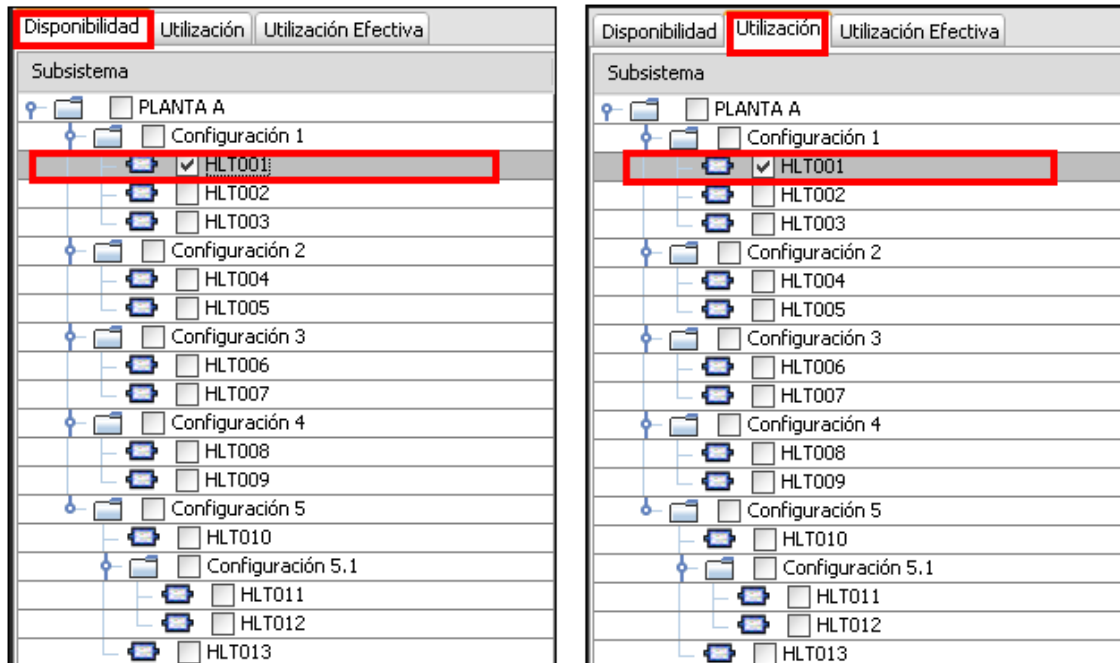 Disponibilidad Utilización Utilización Efectiva
Subsistema
PLANTA A
Configuración 1
HLT001
HLT002
HLT003
Configuración 2
HLT004
HLT005
Configuración 3
HLT006
HLT007
Configuración 4
HLT008
HLT009
Configuración 5
HLT010
Configuración 5.1
HLT011
HLT012
HLT013
Disponibilidad Utilización Utilización Efectiva
Subsistema
PLANTA A
Configuración 1
HLT001
HLT002
HLT003
Configuración 2
HLT004
HLT005
Configuración 3
HLT006
HLT007
Configuración 4
HLT008
HLT009
Configuración 5
HLT010
Configuración 5.1
HLT011
HLT012
HLT013